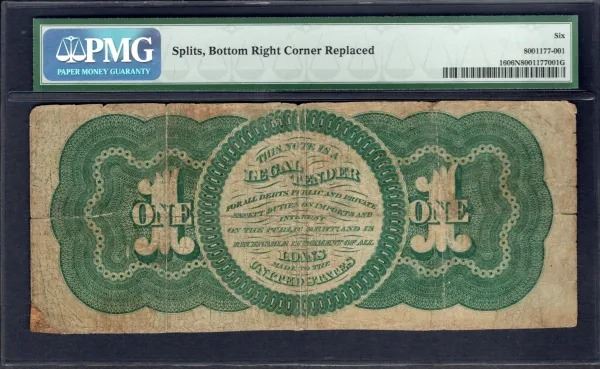 PMG
PAPER MONEY GUARANTY
Splits, Bottom Right Corner Replaced
Six
8001177-001
1606N8001177001G
THIS NOTE IS A
LEGAL TENDER
FOR ALL DEBTS PUBLIC AND PRIVATE
EXCEPT DUTIES ON IMPORTS AND
INTEREST
ON THE PUBLIC DEBT AND IS
RECEIVABLE IN PAYMENT OF ALL
LOANS
MADE TO THE
UNITED STATES
ONE
ONE